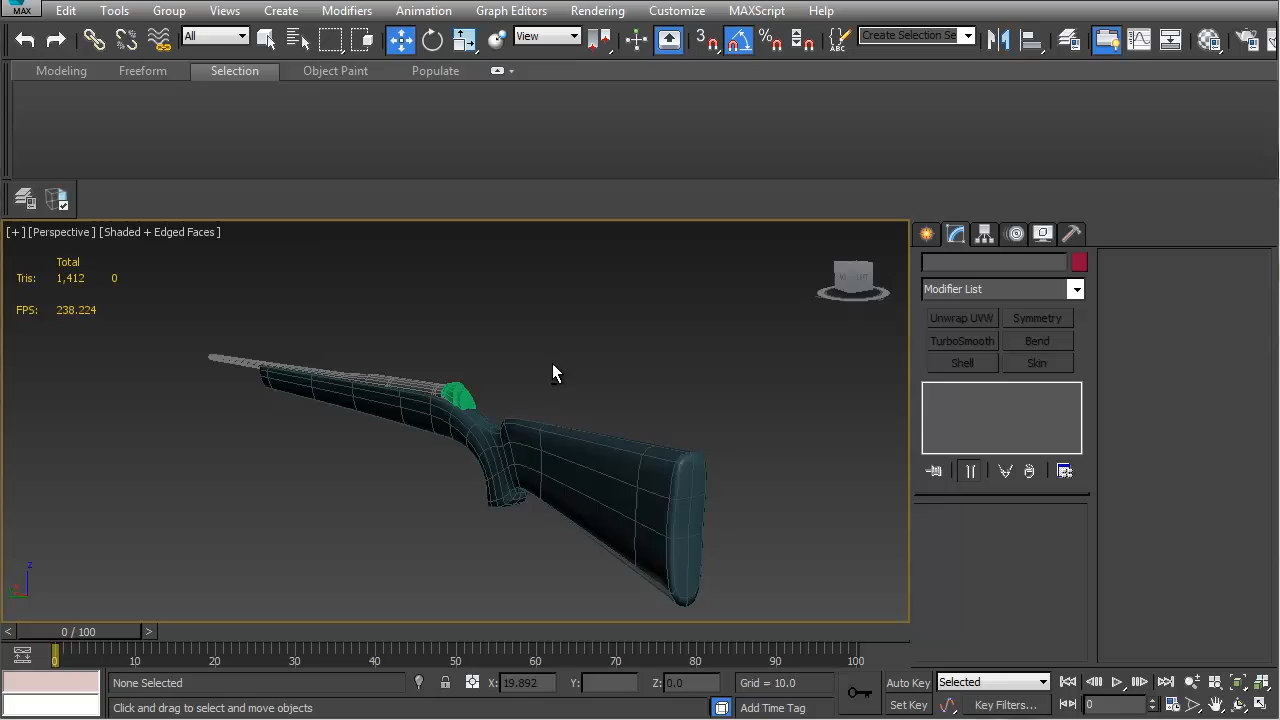 MAX Edit Tools Group Views Create Modifiers Animation Graph Editors Rendering Customize MAXScript Help
All View 3 % ABC Create Selection Se
Modeling Freeform Selection Object Paint Populate
[+][Perspective][Shaded + Edged Faces]
Total
Tris: 1,412 0
FPS: 238.224
Modifier List
Unwrap UVW Symmetry
TurboSmooth Bend
Shell Skin
z
< 0 / 100 >
0 10 20 30 40 50 60 70 80 90 100
None Selected X: 19.892 Y: Z: 0.0 Grid = 10.0 Auto Key Selected
Click and drag to select and move objects Add Time Tag Set Key Key Filters... 0